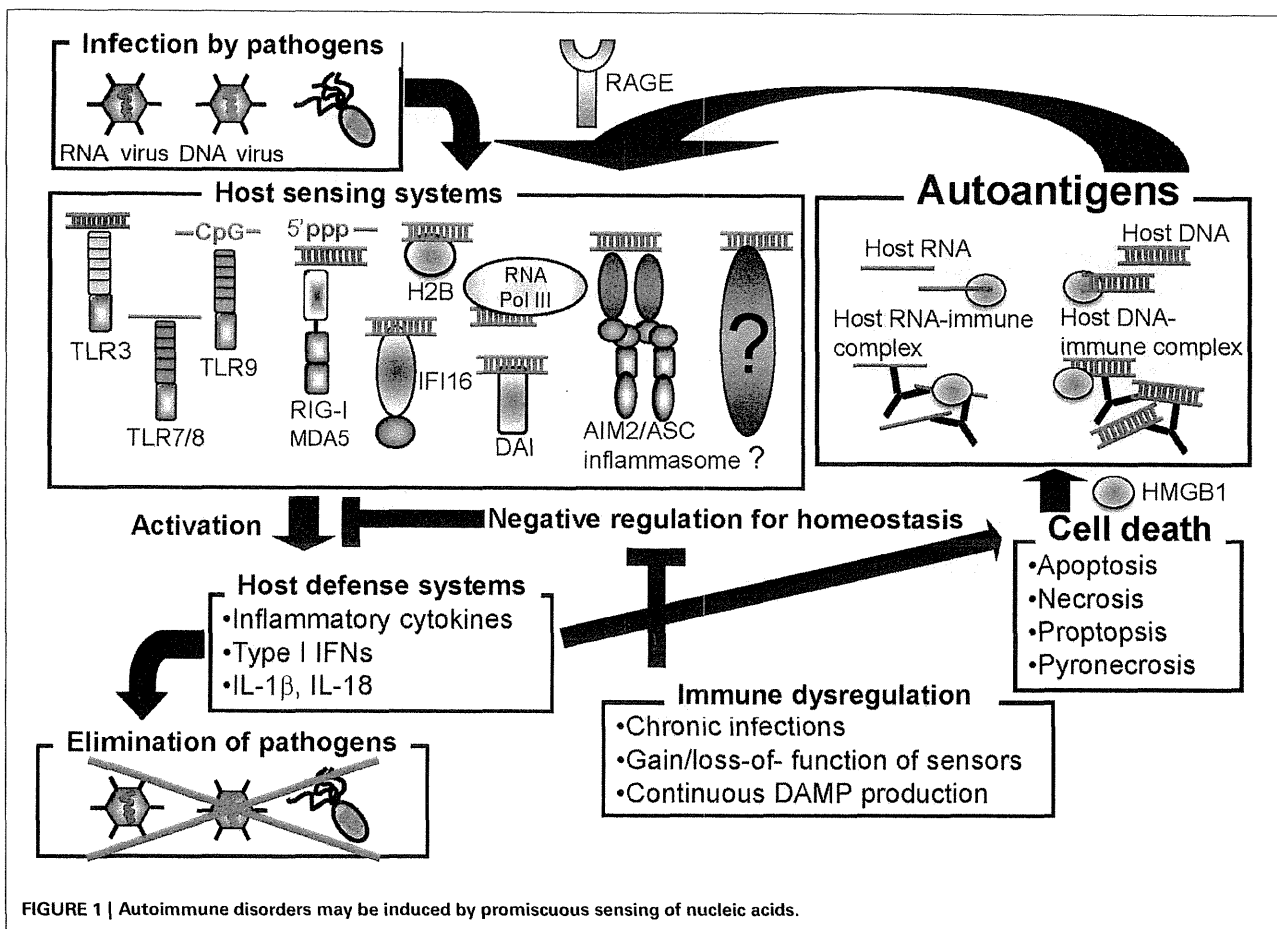 Infection by pathogens
RNA virus DNA virus
RAGE
Host sensing systems
TLR3
TLR7/8
–CpG–
TLR9
5'ppp
RIG-I
MDA5
H2B
IFI16
RNA
Pol III
DAI
AIM2/ASC
inflammasome ?
?
Autoantigens
Host RNA
Host DNA
Host RNA-immune
complex
Host DNA-
immune complex
HMGB1
Cell death
•Apoptosis
•Necrosis
•Proptopsis
•Pyronecrosis
Activation
Negative regulation for homeostasis
Host defense systems
•Inflammatory cytokines
•Type I IFNs
•IL-1β, IL-18
Immune dysregulation
•Chronic infections
•Gain/loss-of- function of sensors
•Continuous DAMP production
Elimination of pathogens
FIGURE 1 | Autoimmune disorders may be induced by promiscuous sensing of nucleic acids.